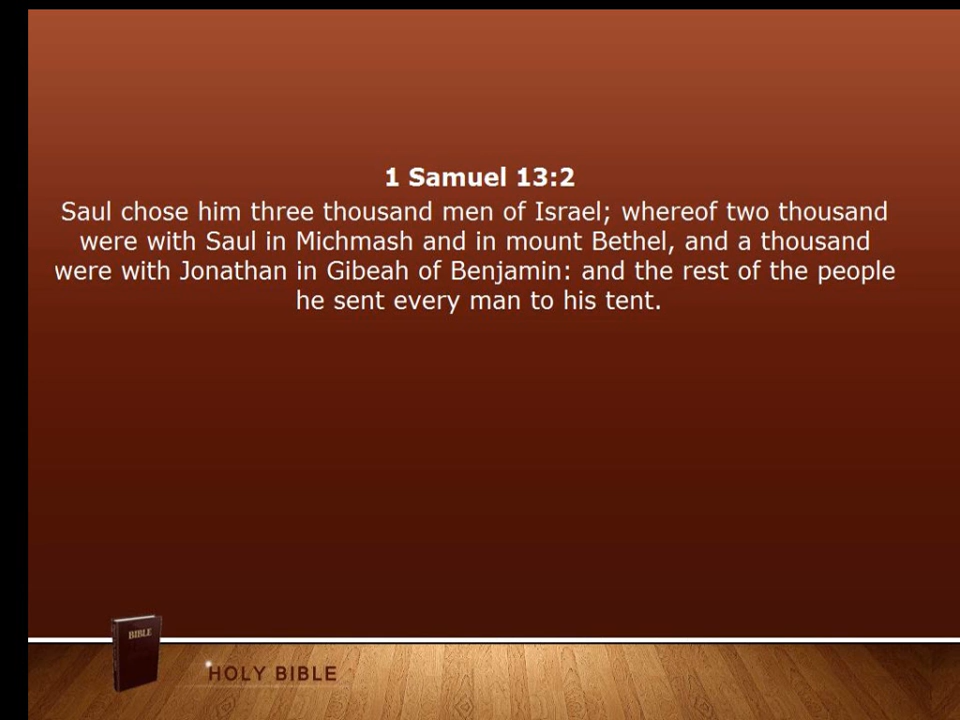 1 Samuel 13:2
Saul chose him three thousand men of Israel; whereof two thousand
were with Saul in Michmash and in mount Bethel, and a thousand
were with Jonathan in Gibeah of Benjamin: and the rest of the people
he sent every man to his tent.
BIBLE
HOLY BIBLE